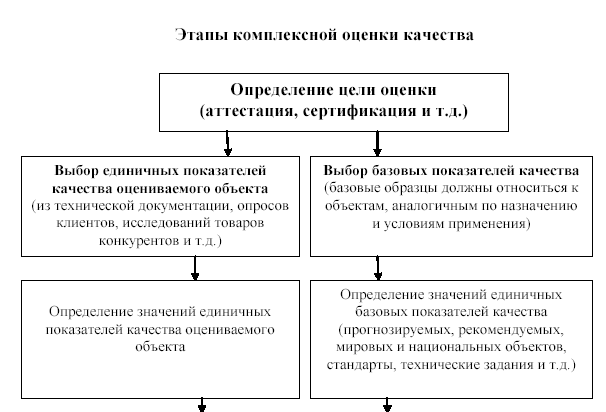 Этапы комплексной оценки качества
Определение цели оценки
(аттестация, сертификация и т.д.)
Выбор единичных показателей
качества оцениваемого объекта
(из технической документации, опросов
клиентов, исследований товаров
конкурентов и т.д.)
Выбор базовых показателей качества
(базовые образцы должны относиться к
объектам, аналогичным по назначению
и условиям применения)
Определение значений единичных
показателей качества оцениваемого
объекта
Определение значений единичных
базовых показателей качества
(прогнозируемых, рекомендуемых,
мировых и национальных объектов,
стандарты, технические задания и т.д.)